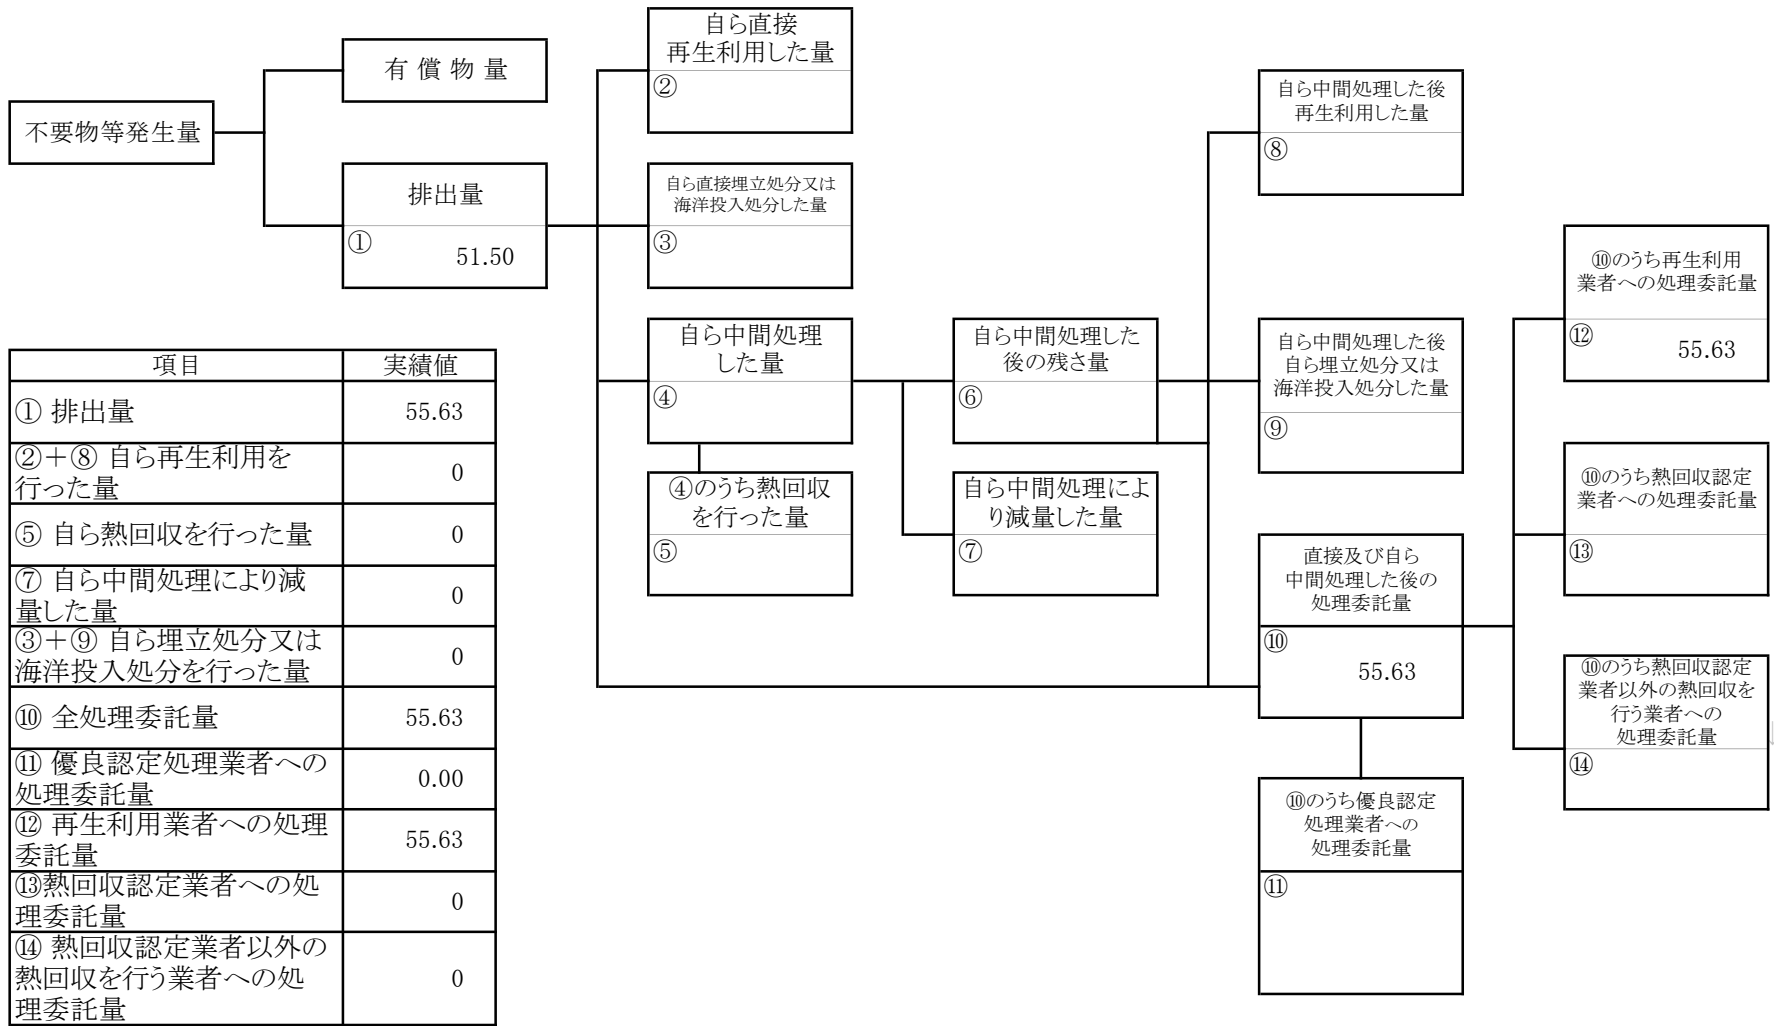 自ら直接
再生利用した量
②
有 償 物 量
不要物等発生量
排出量
①
51.50
自ら直接埋立処分又は
海洋投入処分した量
③
自ら中間処理した後
再生利用した量
⑧
自ら中間処理
した量
④
自ら中間処理した
後の残さ量
⑥
自ら中間処理した後
自ら埋立処分又は
海洋投入処分した量
⑨
⑩のうち再生利用
業者への処理委託量
⑫
55.63
④のうち熱回収
を行った量
⑤
自ら中間処理によ
り減量した量
⑦
⑩のうち熱回収認定
業者への処理委託量
⑬
直接及び自ら
中間処理した後の
処理委託量
⑩
55.63
⑩のうち熱回収認定
業者以外の熱回収を
行う業者への
処理委託量
⑭
⑩のうち優良認定
処理業者への
処理委託量
⑪
項目 実績値
① 排出量 55.63
②＋⑧ 自ら再生利用を
行った量 0
⑤ 自ら熱回収を行った量 0
⑦ 自ら中間処理により減
量した量 0
③＋⑨ 自ら埋立処分又は
海洋投入処分を行った量 0
⑩ 全処理委託量 55.63
⑪ 優良認定処理業者への
処理委託量 0.00
⑫ 再生利用業者への処理
委託量 55.63
⑬熱回収認定業者への処
理委託量 0
⑭ 熱回収認定業者以外の
熱回収を行う業者への処
理委託量 0